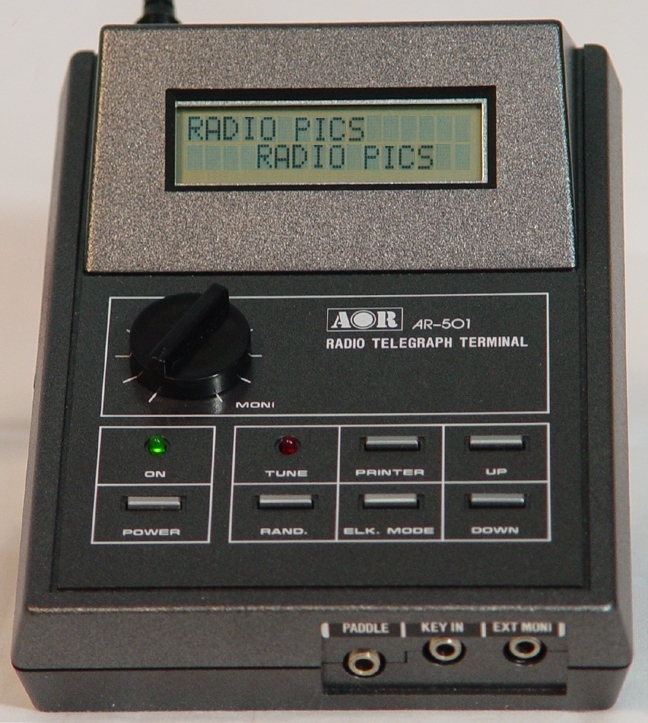 RADIO PICS
RADIO PICS
AOR AR-501
RADIO TELEGRAPH TERMINAL
MONI
ON
TUNE
PRINTER
UP
POWER
RAND.
ELK. MODE
DOWN
PADDLE
KEY IN
EXT MONI